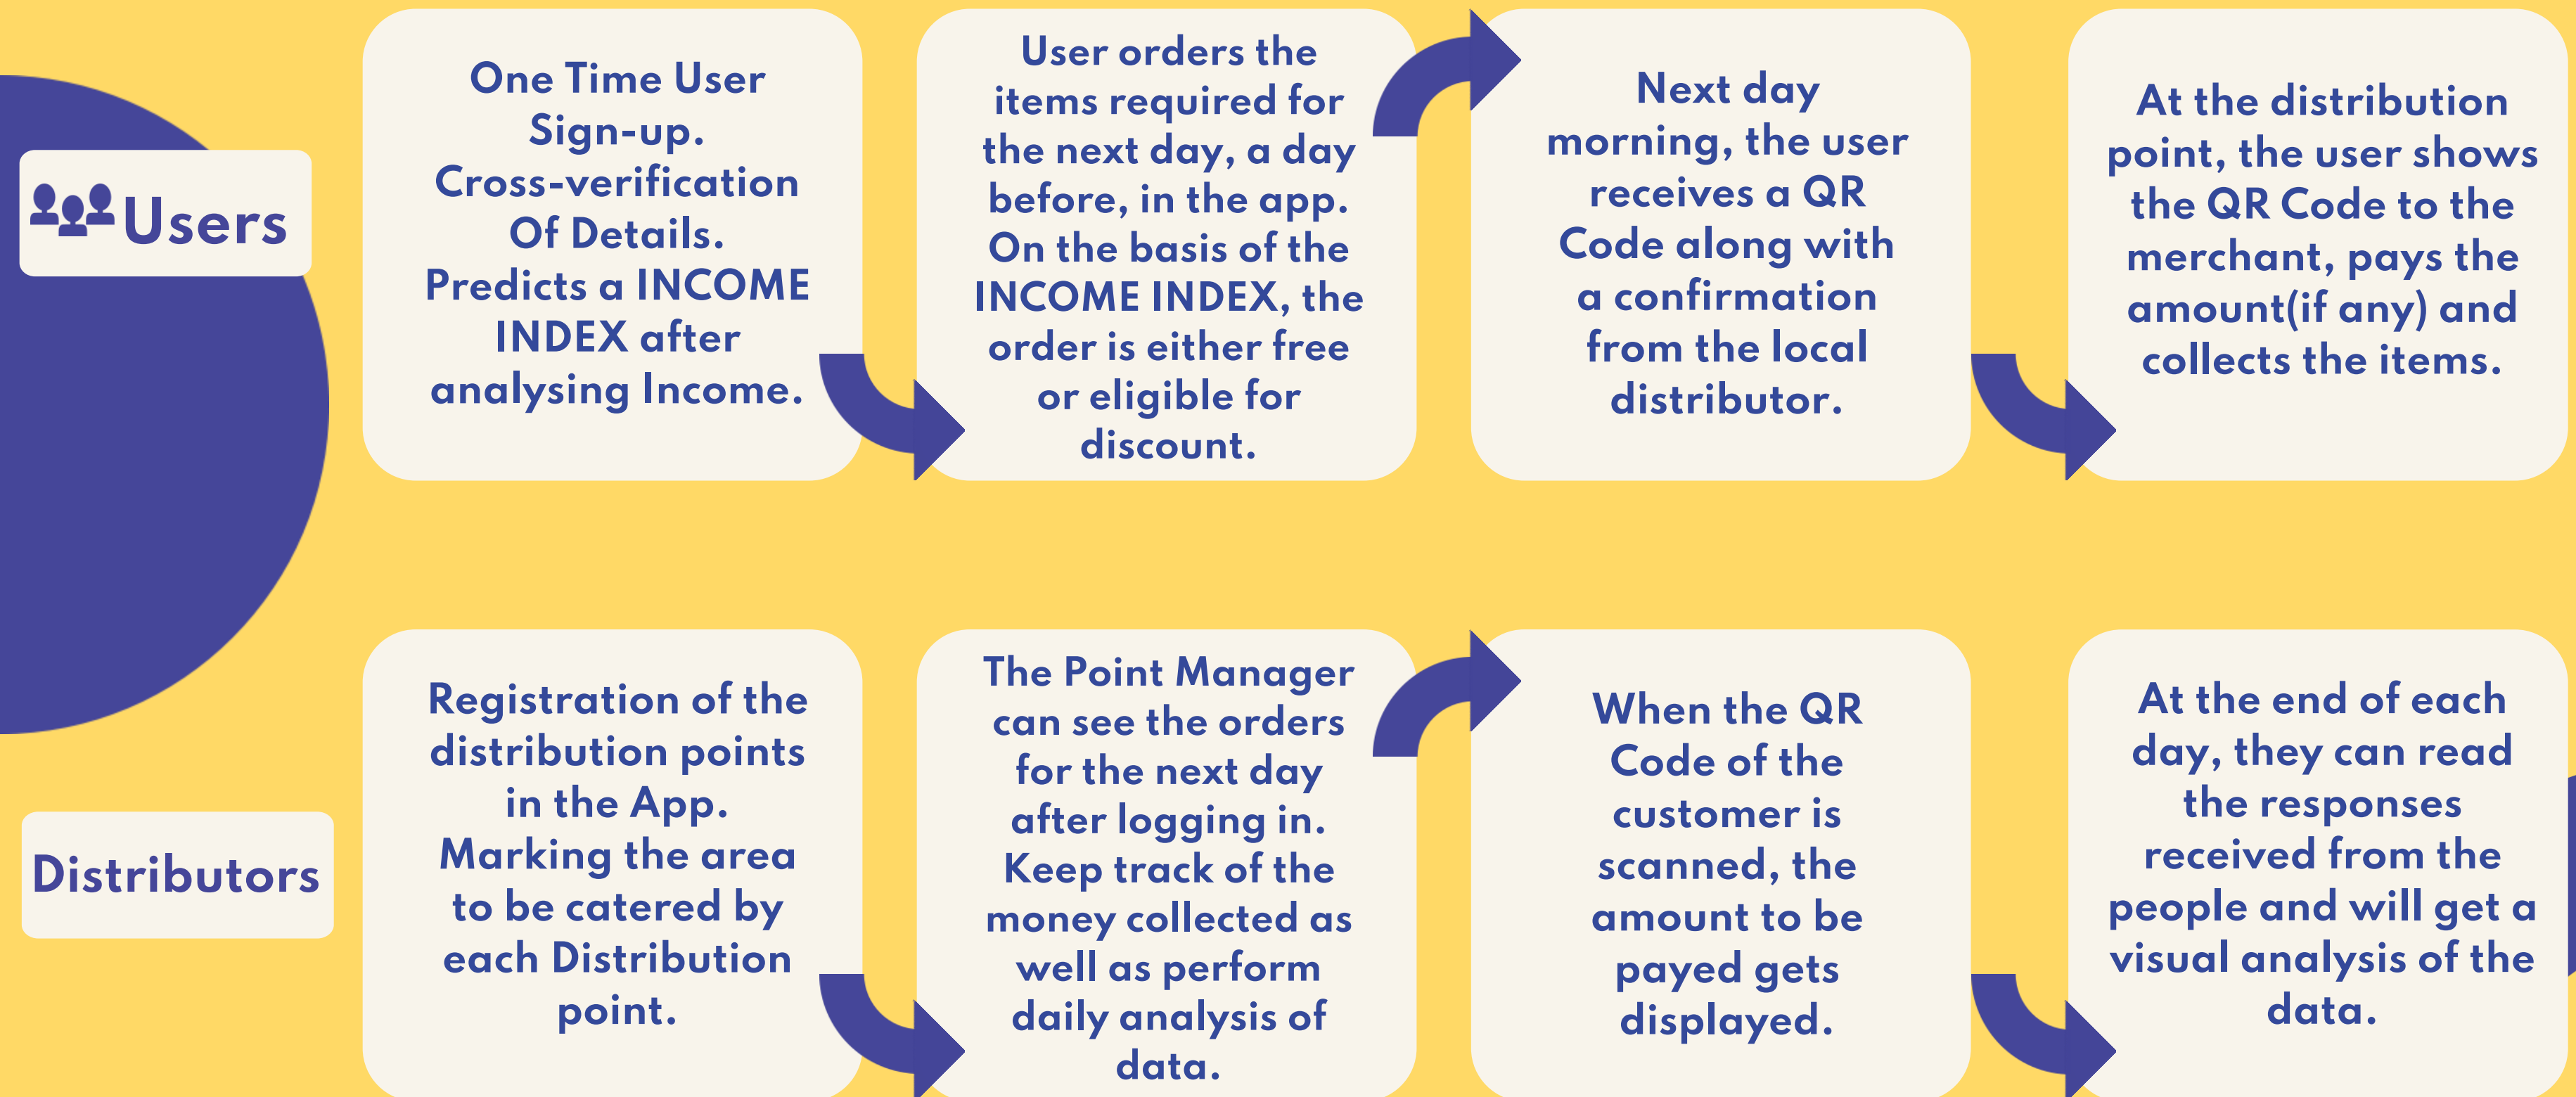 Users
One Time User
Sign-up.
Cross-verification
Of Details.
Predicts a INCOME
INDEX after
analysing Income.
User orders the
items required for
the next day, a day
before, in the app.
On the basis of the
INCOME INDEX, the
order is either free
or eligible for
discount.
Next day
morning, the user
receives a QR
Code along with
a confirmation
from the local
distributor.
At the distribution
point, the user shows
the QR Code to the
merchant, pays the
amount(if any) and
collects the items.
Distributors
Registration of the
distribution points
in the App.
Marking the area
to be catered by
each Distribution
point.
The Point Manager
can see the orders
for the next day
after logging in.
Keep track of the
money collected as
well as perform
daily analysis of
data.
When the QR
Code of the
customer is
scanned, the
amount to be
payed gets
displayed.
At the end of each
day, they can read
the responses
received from the
people and will get a
visual analysis of the
data.